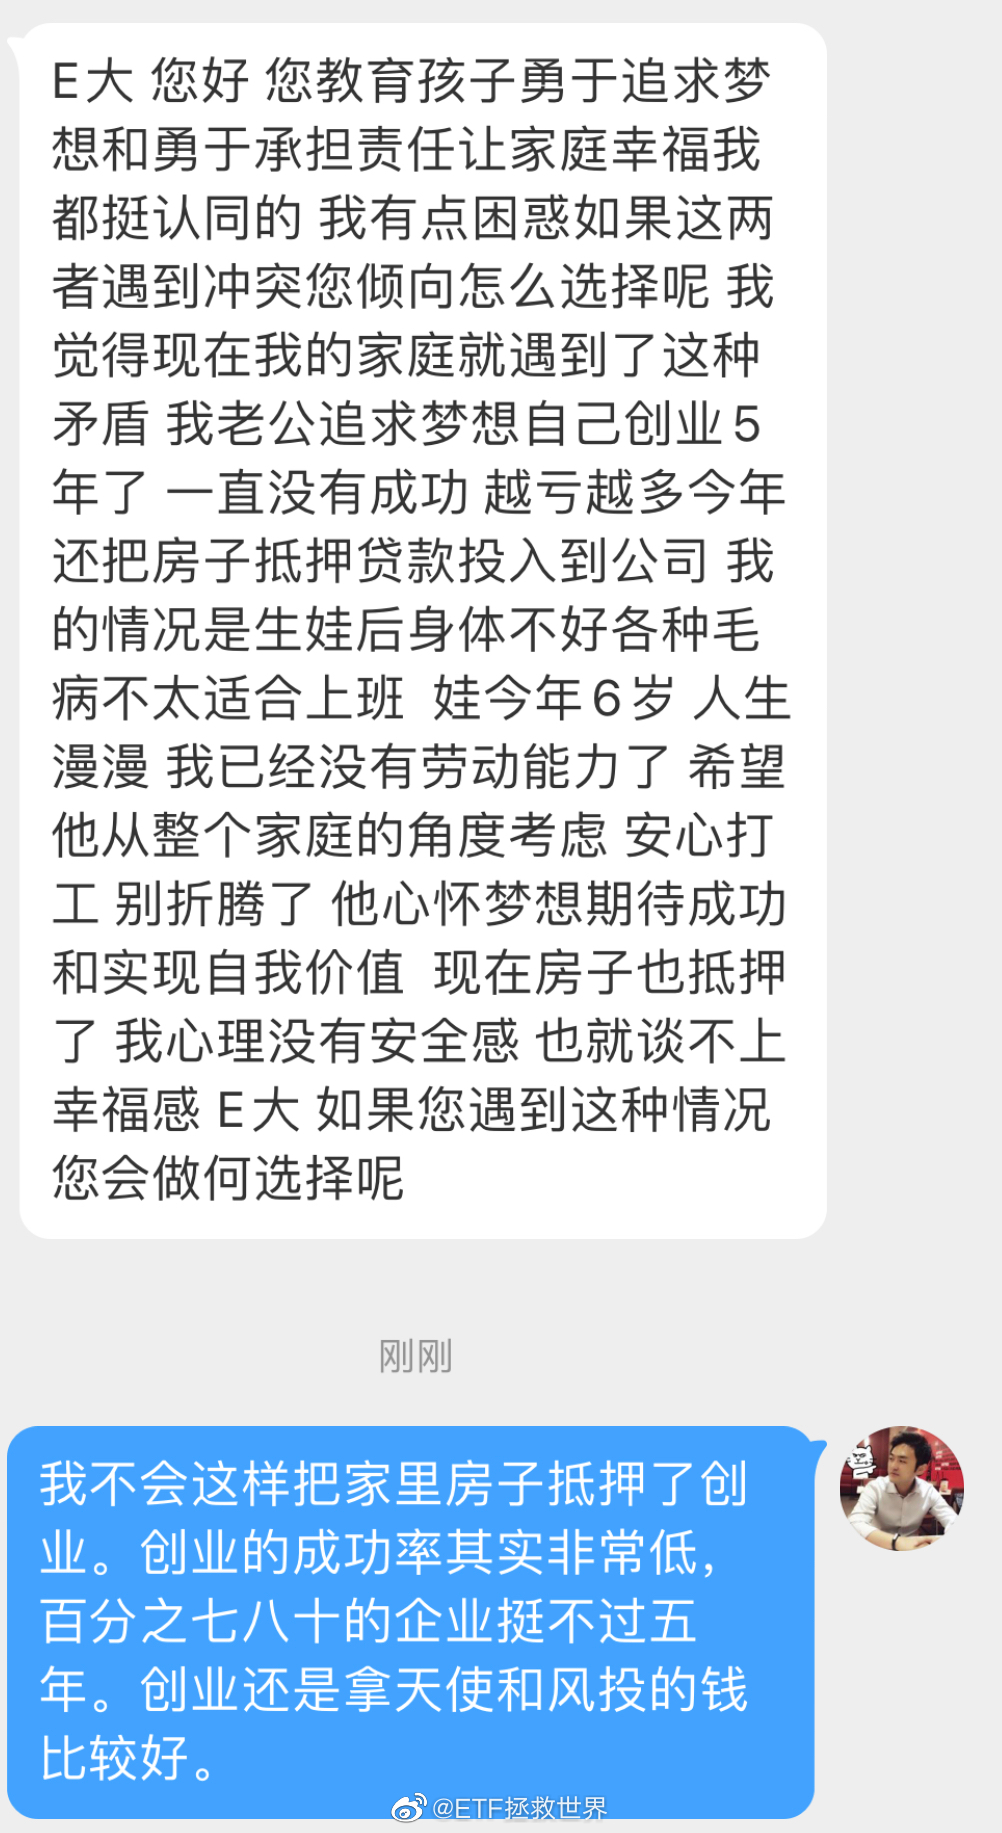 E大 您好 您教育孩子勇于追求梦
想和勇于承担责任让家庭幸福我
都挺认同的 我有点困惑如果这两
者遇到冲突您倾向怎么选择呢 我
觉得现在我的家庭就遇到了这种
矛盾 我老公追求梦想自己创业5
年了 一直没有成功 越亏越多今年
还把房子抵押贷款投入到公司 我
的情况是生娃后身体不好各种毛
病不太适合上班  娃今年6岁 人生
漫漫 我已经没有劳动能力了 希望
他从整个家庭的角度考虑 安心打
工 别折腾了 他心怀梦想期待成功
和实现自我价值  现在房子也抵押
了 我心理没有安全感 也就谈不上
幸福感 E大 如果您遇到这种情况
您会做何选择呢
刚刚
我不会这样把家里房子抵押了创
业。创业的成功率其实非常低，
百分之七八十的企业挺不过五
年。创业还是拿天使和风投的钱
比较好。
@ETF拯救世界